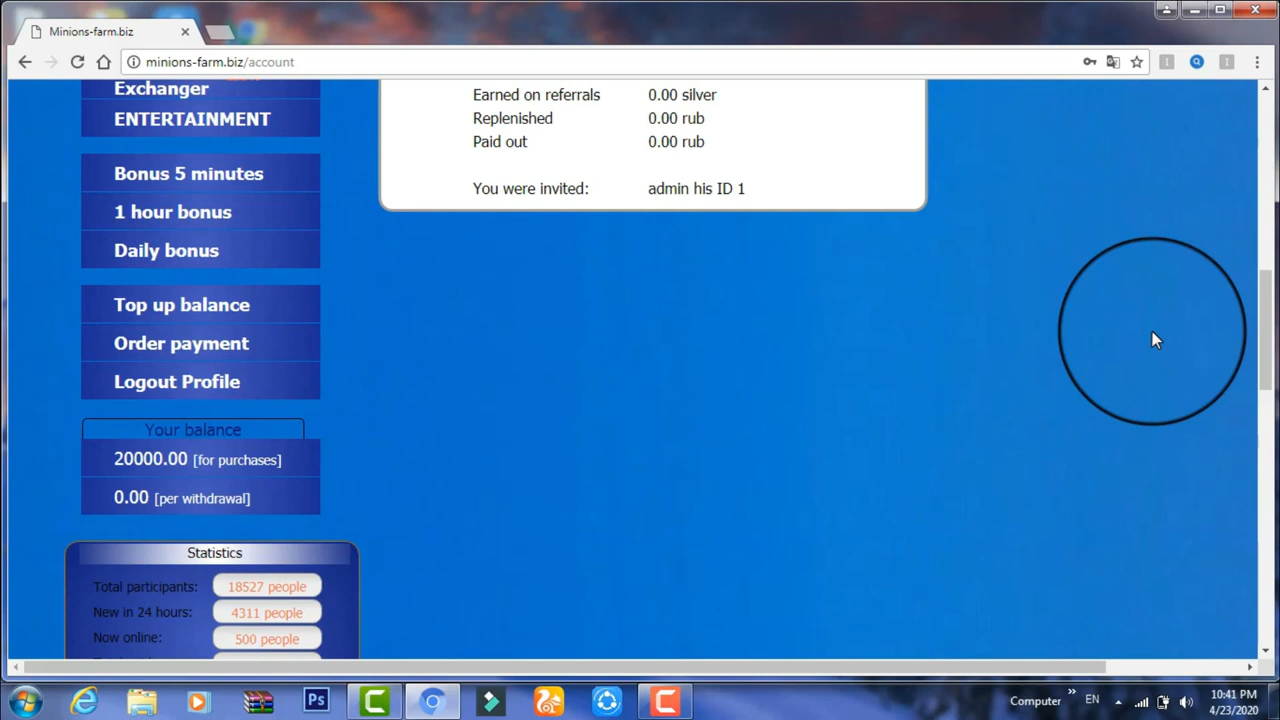 Minions-farm.biz
minions-farm.biz/account
Exchanger
ENTERTAINMENT
Bonus 5 minutes
1 hour bonus
Daily bonus
Top up balance
Order payment
Logout Profile
Your balance
20000.00 [for purchases]
0.00 [per withdrawal]
Statistics
Total participants: 18527 people
New in 24 hours: 4311 people
Now online: 500 people
Earned on referrals 0.00 silver
Replenished 0.00 rub
Paid out 0.00 rub
You were invited: admin his ID 1
Ps
Computer
EN
10:41 PM
4/23/2020